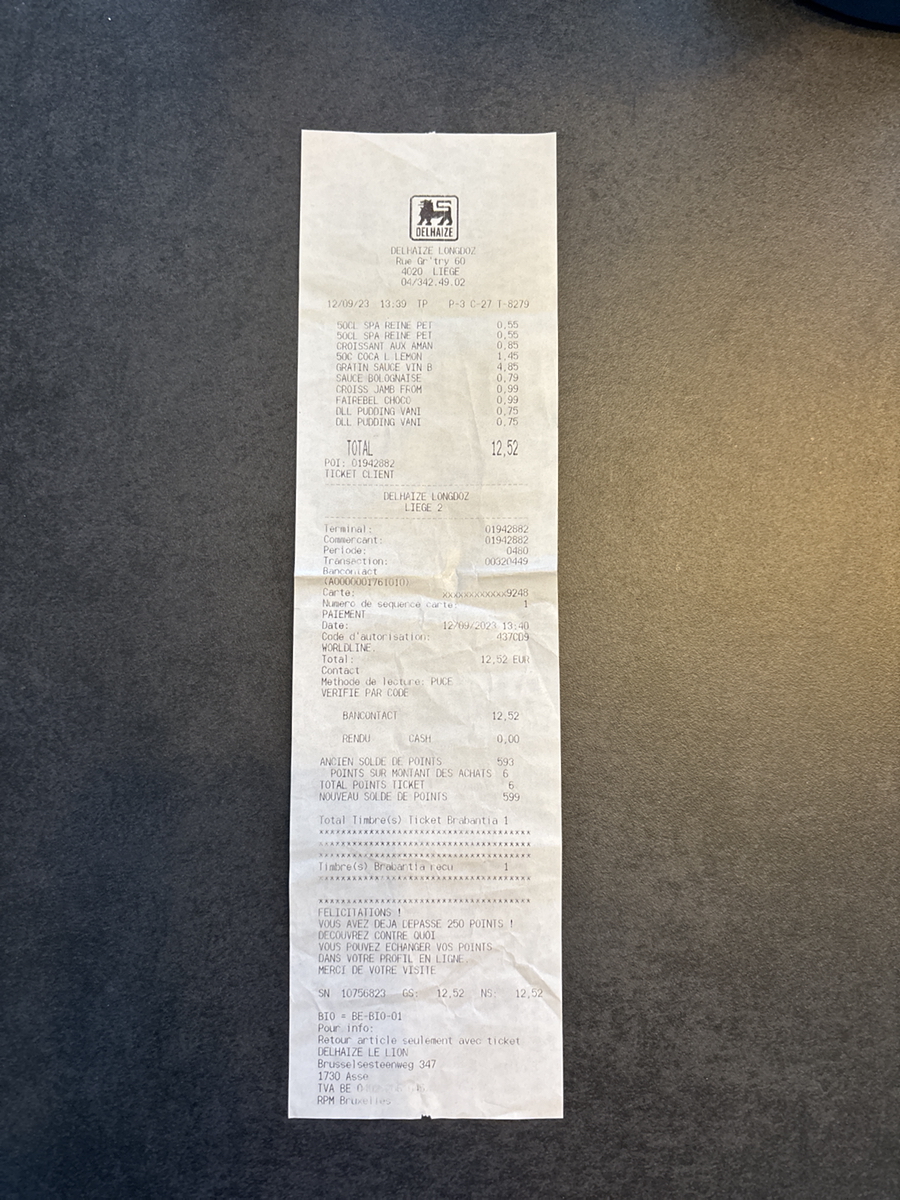 DELHAIZE
DELHAIZE LONGDOZ
Rue Gr'try 60
4020 LIEGE
04/342.49.02
12/09/23 13:39 TP P-3 C-27 T-8279
50CL SPA REINE PET 0,55
50CL SPA REINE PET 0,55
CROISSANT AUX AMAN 0,85
50C COCA L LEMON 1,45
GRATIN SAUCE VIN B 4,85
SAUCE BOLOGNAISE 0,79
CROISS JAMB FROM 0,99
FAIREBEL CHOCO 0,99
DLL PUDDING VANI 0,75
DLL PUDDING VANI 0,75
TOTAL 12,52
POI: 01942882
TICKET CLIENT
DELHAIZE LONGDOZ
LIEGE 2
Terminal: 01942882
Commercant: 01942882
Periode: 0480
Transaction: 00320449
Bancontact
(A0000001761010)
Carte: xxxxxxxxxxxx9248
Numero de sequence carte: 1
PAIEMENT
Date: 12/09/2023 13:40
Code d'autorisation: 437CD9
WORLDLINE
Total: 12,52 EUR
Contact
Methode de lecture: PUCE
VERIFIE PAR CODE
BANCONTACT 12,52
RENDU CASH 0,00
ANCIEN SOLDE DE POINTS 593
POINTS SUR MONTANT DES ACHATS 6
TOTAL POINTS TICKET 6
NOUVEAU SOLDE DE POINTS 599
Total Timbre(s) Ticket Brabantia 1
Timbre(s) Brabantia recu 1
FELICITATIONS !
VOUS AVEZ DEJA DEPASSE 250 POINTS !
DECOUVREZ CONTRE QUOI
VOUS POUVEZ ECHANGER VOS POINTS
DANS VOTRE PROFIL EN LIGNE.
MERCI DE VOTRE VISITE
SN 10756823 GS: 12,52 NS: 12,52
BIO = BE-BIO-01
Pour info:
Retour article seulement avec ticket
DELHAIZE LE LION
Brusselsesteenweg 347
1730 Asse
TVA BE
RPM Bruxelles